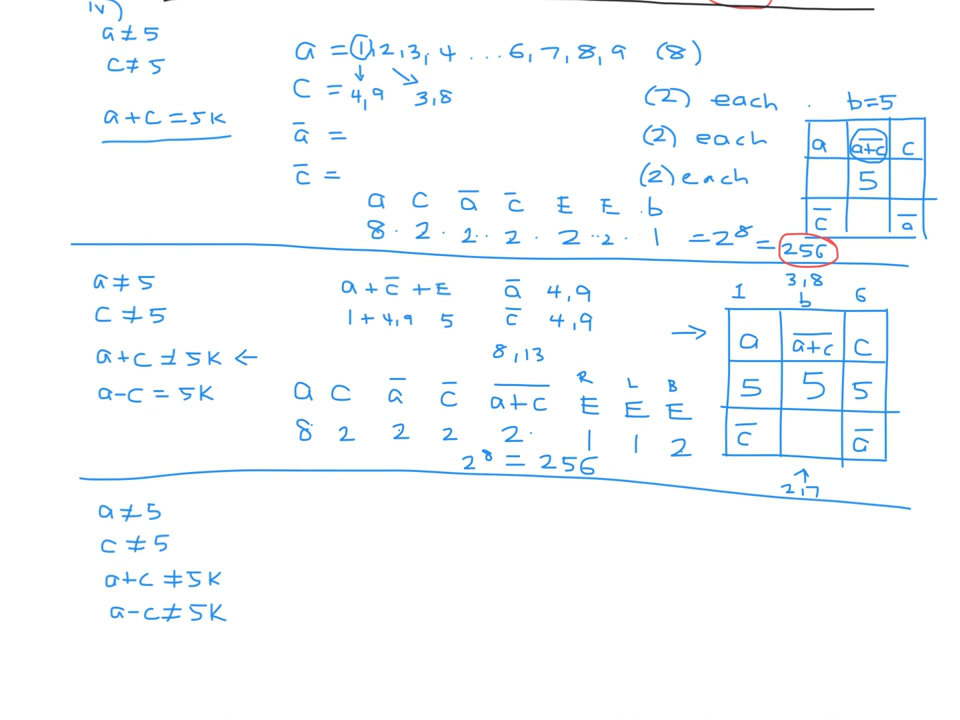 iv)
a ≠ 5
c ≠ 5
a+c = 5K
a = 1, 2, 3, 4 ... 6, 7, 8, 9 (8)
c = 4, 9 3, 8 (2) each
a̅ = (2) each
c̅ = (2) each
a c a̅ c̅ E E b
8 · 2 · 2 · 2 · 2 · 2 · 1 = 2⁸ = 256
b=5
a a+c̅ c
5
c̅ a̅
a ≠ 5
c ≠ 5
a+c ≠ 5K ←
a-c = 5K
a + c̅ + E a̅ 4, 9
1 + 4, 9 5 c̅ 4, 9
8, 13
R L B
a c a̅ c̅ a+c̅ E E E
8 2 2 2 2 · 1 1 2
2⁸ = 256
3, 8
1 b 6
→
a a+c̅ c
5 5 5
c̅ a̅
↑
2, 7
a ≠ 5
c ≠ 5
a+c ≠ 5K
a-c ≠ 5K